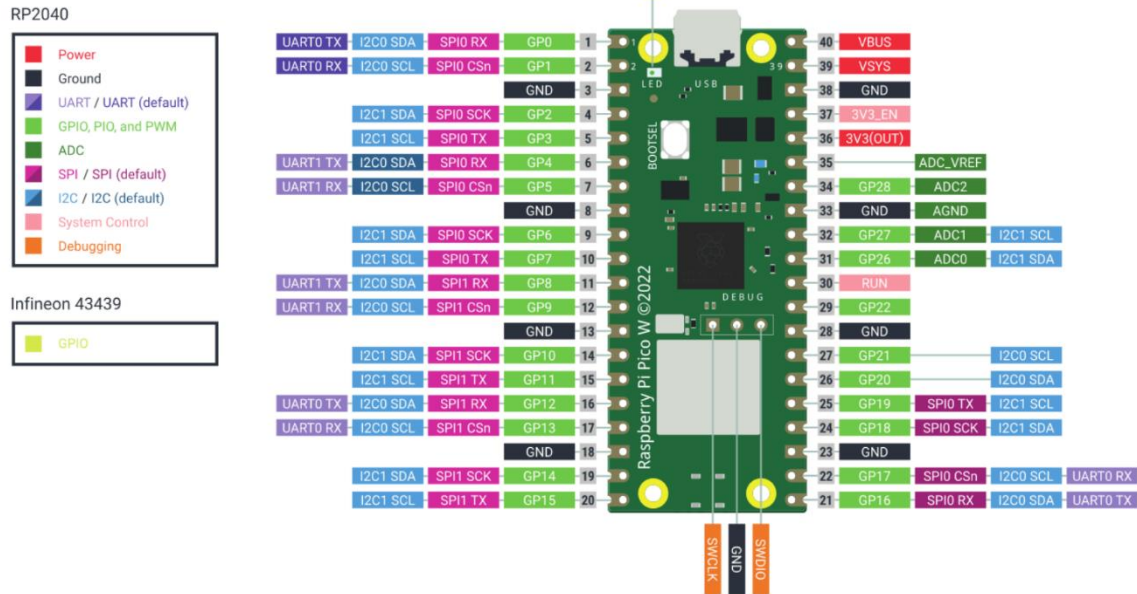 RP2040
Power
Ground
UART / UART (default)
GPIO, PIO, and PWM
ADC
SPI / SPI (default)
I2C / I2C (default)
System Control
Debugging
Infineon 43439
GPIO
UART0 TX I2C0 SDA SPI0 RX GP0 1
UART0 RX I2C0 SCL SPI0 CSn GP1 2
GND 3
I2C1 SDA SPI0 SCK GP2 4
I2C1 SCL SPI0 TX GP3 5
UART1 TX I2C0 SDA SPI0 RX GP4 6
UART1 RX I2C0 SCL SPI0 CSn GP5 7
GND 8
I2C1 SDA SPI0 SCK GP6 9
I2C1 SCL SPI0 TX GP7 10
UART1 TX I2C0 SDA SPI1 RX GP8 11
UART1 RX I2C0 SCL SPI1 CSn GP9 12
GND 13
I2C1 SDA SPI1 SCK GP10 14
I2C1 SCL SPI1 TX GP11 15
UART0 TX I2C0 SDA SPI1 RX GP12 16
UART0 RX I2C0 SCL SPI1 CSn GP13 17
GND 18
I2C1 SDA SPI1 SCK GP14 19
I2C1 SCL SPI1 TX GP15 20
1
2
39
LED
USB
BOOTSEL
DEBUG
Raspberry Pi Pico W ©2022
40 VBUS
39 VSYS
38 GND
37 3V3_EN
36 3V3(OUT)
35 ADC_VREF
34 GP28 ADC2
33 GND AGND
32 GP27 ADC1 I2C1 SCL
31 GP26 ADC0 I2C1 SDA
30 RUN
29 GP22
28 GND
27 GP21 I2C0 SCL
26 GP20 I2C0 SDA
25 GP19 SPI0 TX I2C1 SCL
24 GP18 SPI0 SCK I2C1 SDA
23 GND
22 GP17 SPI0 CSn I2C0 SCL UART0 RX
21 GP16 SPI0 RX I2C0 SDA UART0 TX
SWCLK
GND
SWDIO